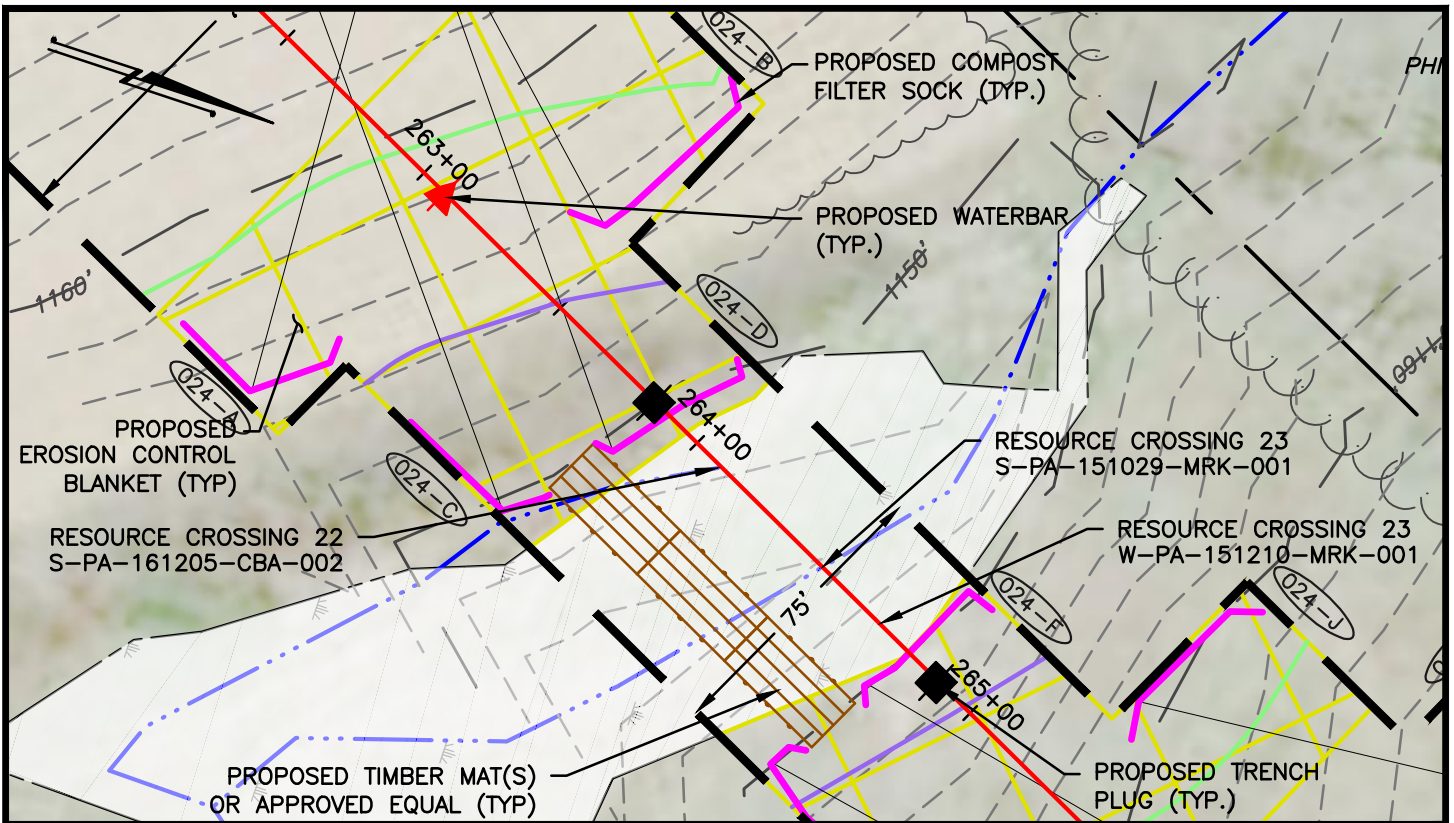 024-B
PROPOSED COMPOST
FILTER SOCK (TYP.)
PHI
263+00
PROPOSED WATERBAR
(TYP.)
1150'
1160'
1160'
024-D
024-A
PROPOSED
EROSION CONTROL
BLANKET (TYP)
264+00
RESOURCE CROSSING 23
S-PA-151029-MRK-001
024-C
RESOURCE CROSSING 22
S-PA-161205-CBA-002
RESOURCE CROSSING 23
W-PA-151210-MRK-001
75'
024-F
024-J
265+00
PROPOSED TIMBER MAT(S)
OR APPROVED EQUAL (TYP)
PROPOSED TRENCH
PLUG (TYP.)